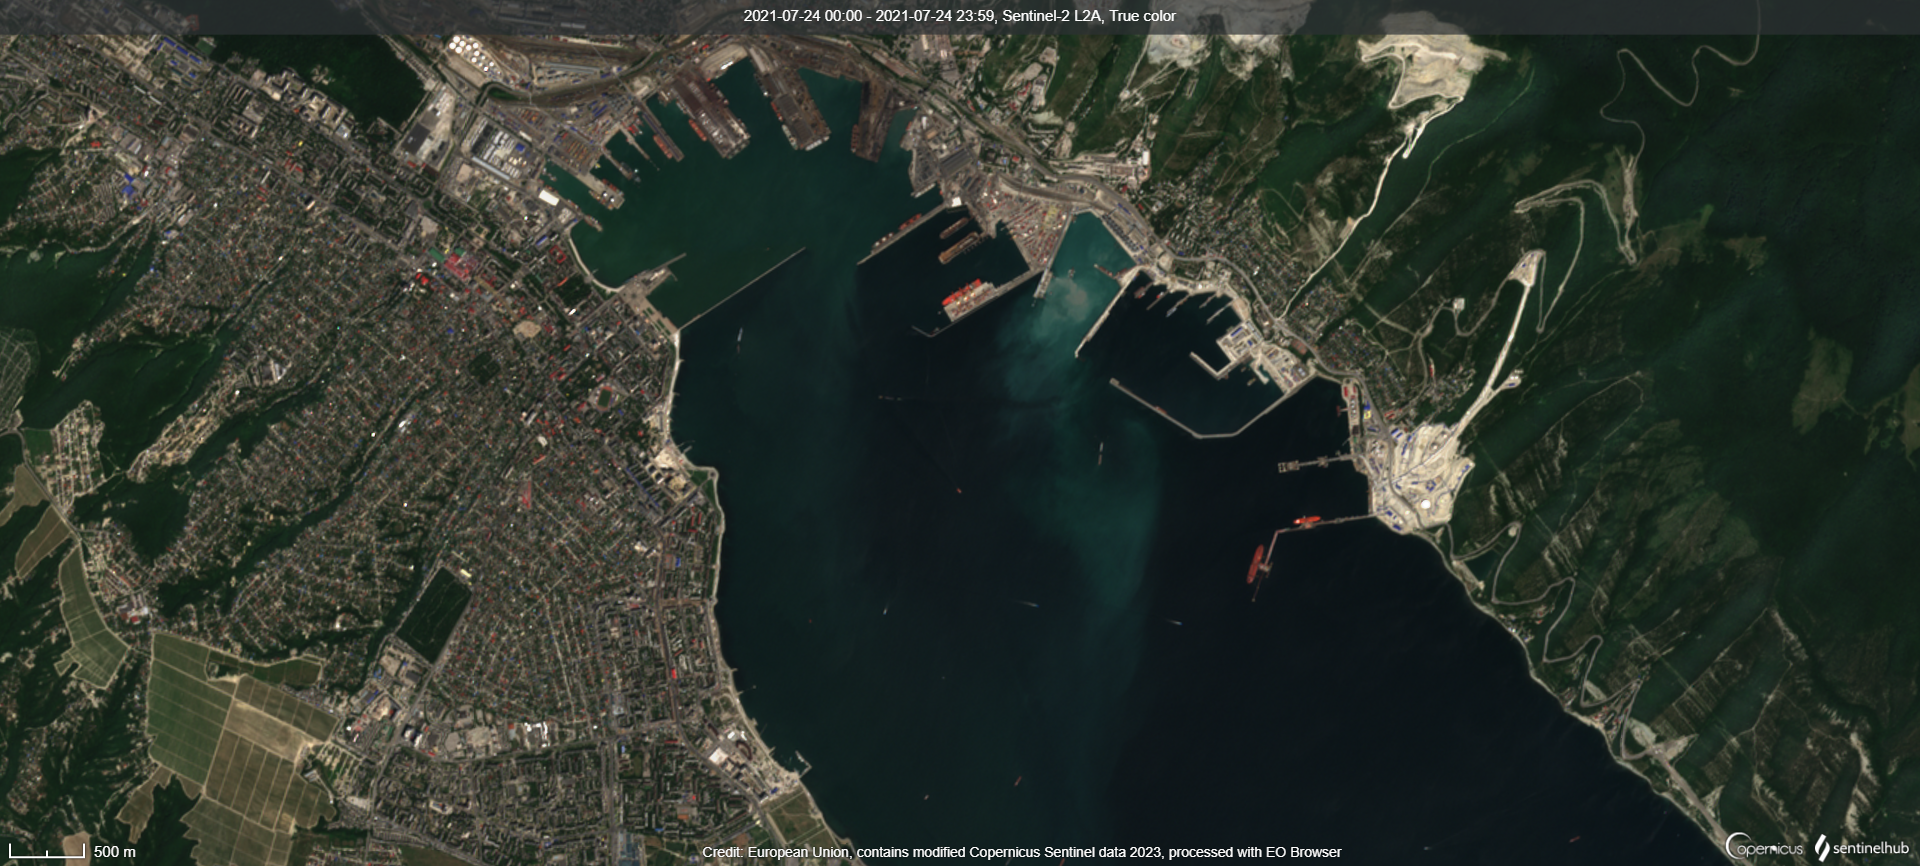 2021-07-24 00:00 - 2021-07-24 23:59, Sentinel-2 L2A, True color
500 m
Credit: European Union, contains modified Copernicus Sentinel data 2023, processed with EO Browser
opernicus
sentinelhub